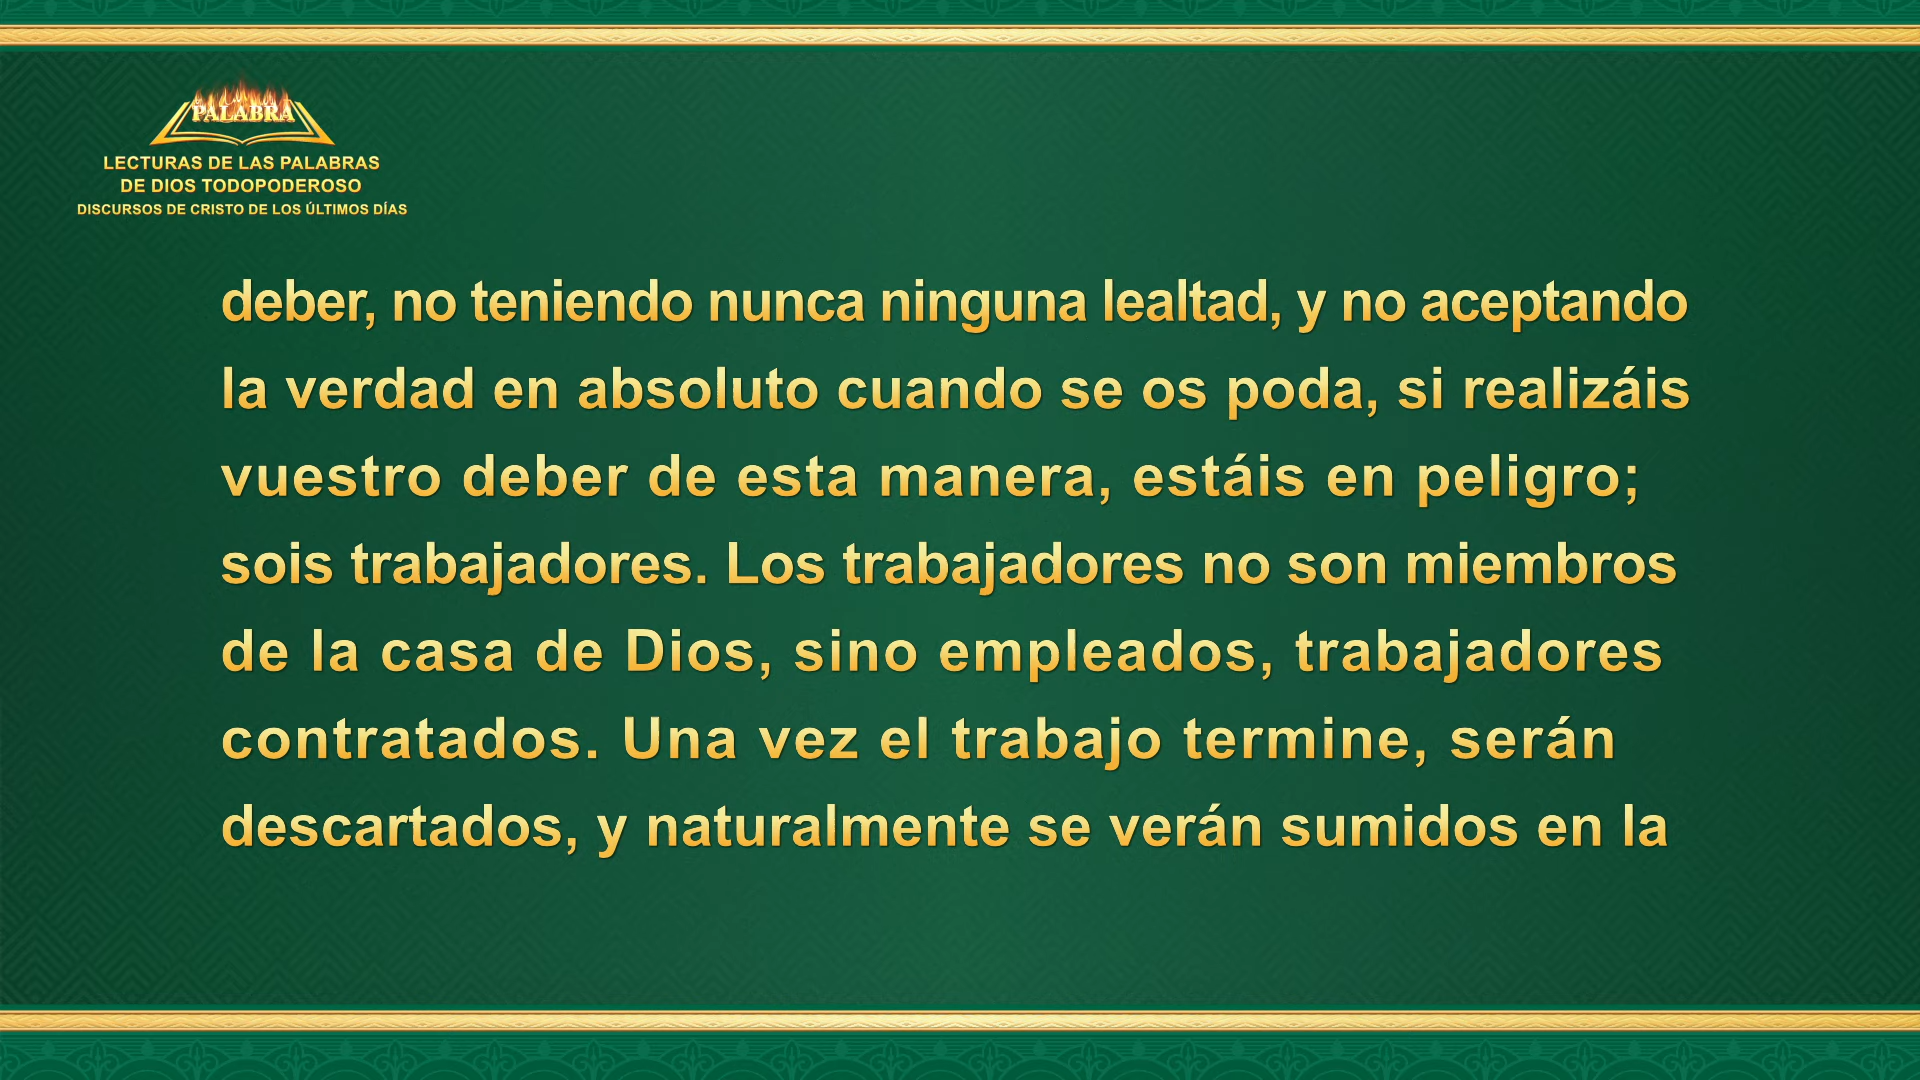 PALABRA
LECTURAS DE LAS PALABRAS
DE DIOS TODOPODEROSO
DISCURSOS DE CRISTO DE LOS ÚLTIMOS DÍAS
deber, no teniendo nunca ninguna lealtad, y no aceptando
la verdad en absoluto cuando se os poda, si realizáis
vuestro deber de esta manera, estáis en peligro;
sois trabajadores. Los trabajadores no son miembros
de la casa de Dios, sino empleados, trabajadores
contratados. Una vez el trabajo termine, serán
descartados, y naturalmente se verán sumidos en la